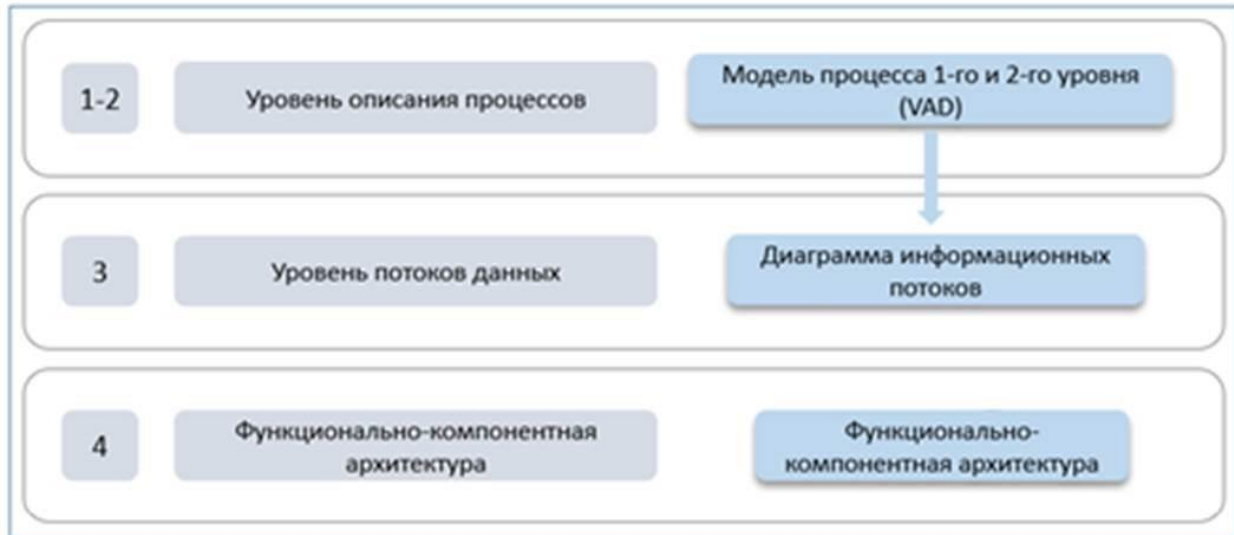 1-2
Уровень описания процессов
Модель процесса 1-го и 2-го уровня
(VAD)
3
Уровень потоков данных
Диаграмма информационных
потоков
4
Функционально-компонентная
архитектура
Функционально-
компонентная архитектура